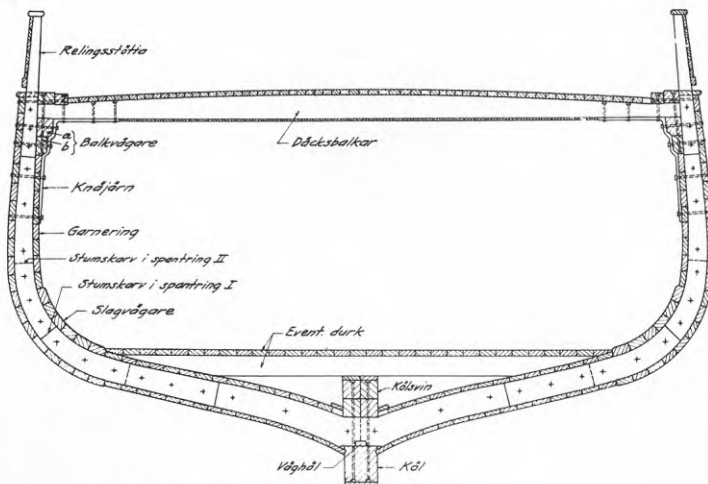 Relingsstötta
a
b } Balkvägare
Däcksbalkar
Knäjärn
Garnering
Stumskarv i spantring II
Stumskarv i spantring I
Slagvägare
Event. durk
Kölsvin
Våghål
Köl